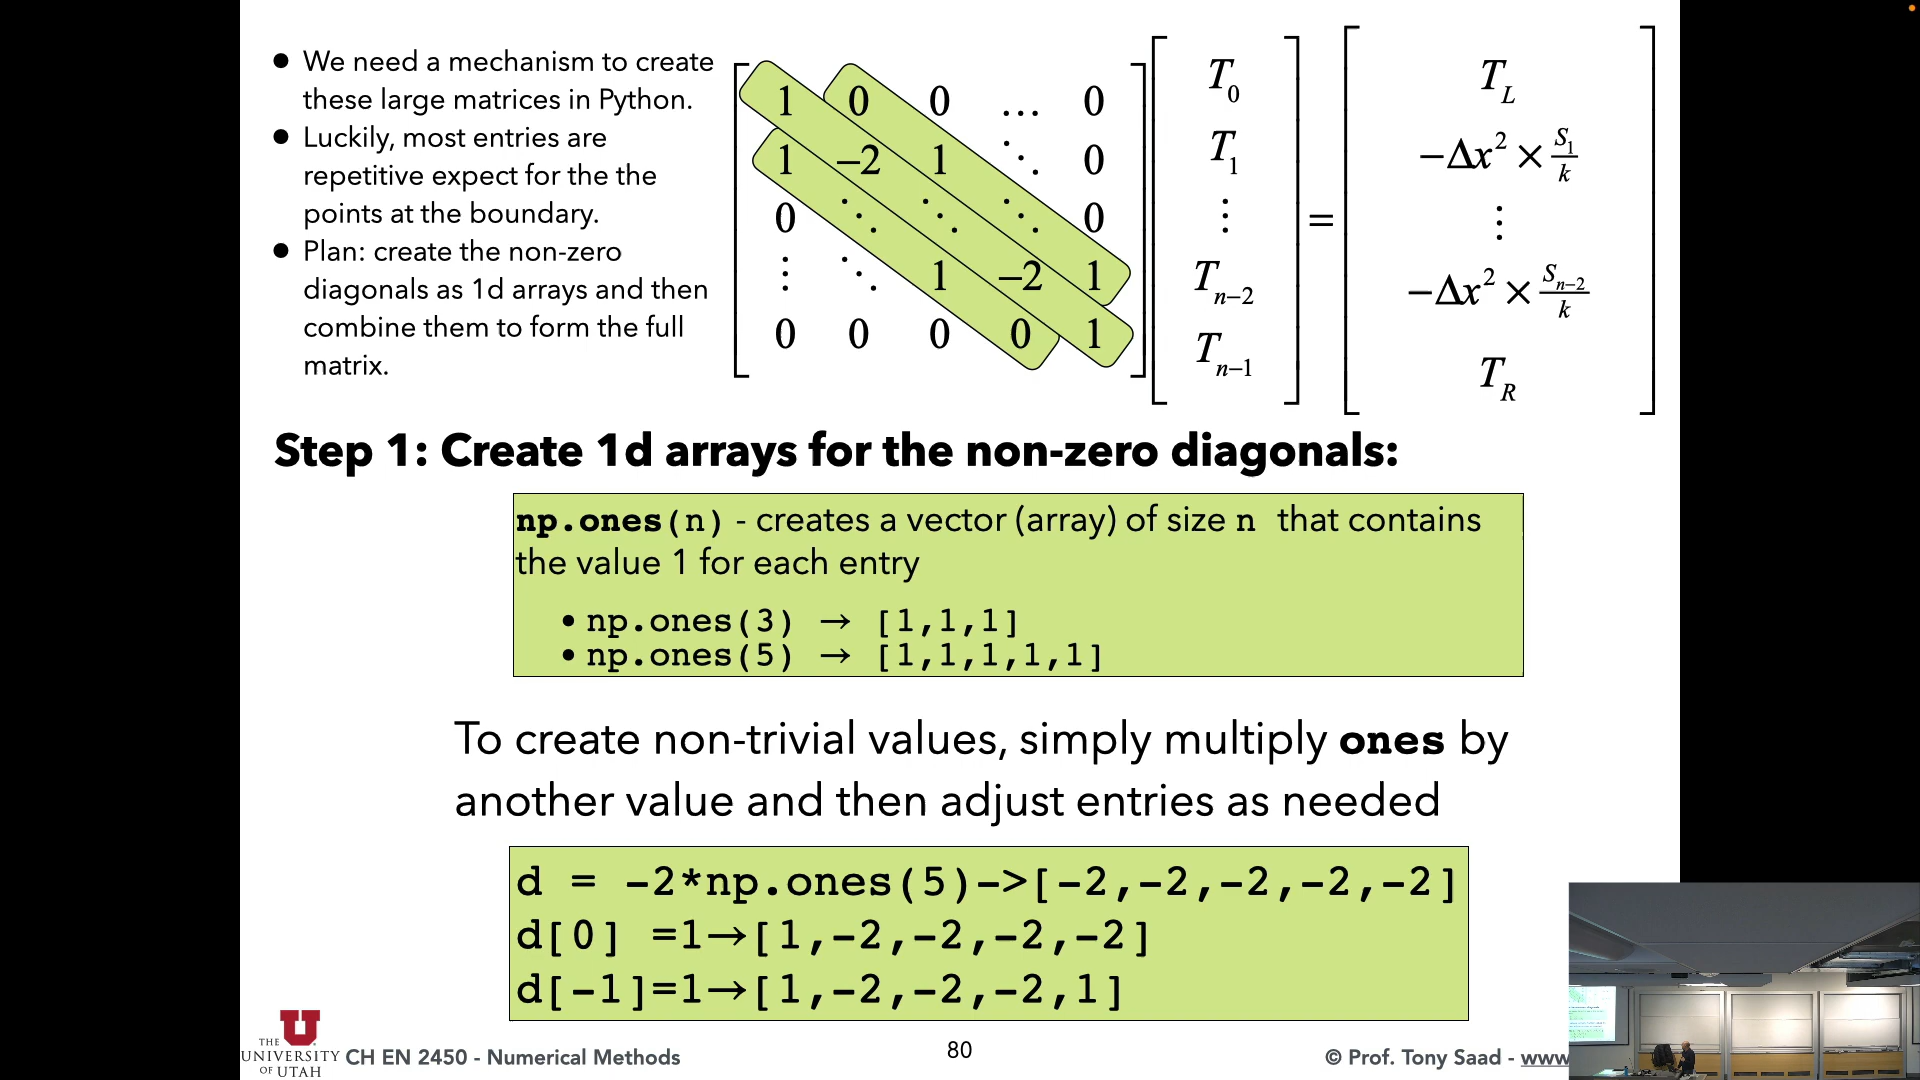 ● We need a mechanism to create
these large matrices in Python.
● Luckily, most entries are
repetitive expect for the the
points at the boundary.
● Plan: create the non-zero
diagonals as 1d arrays and then
combine them to form the full
matrix.
1 0 0 … 0
1 −2 1 ⋱ 0
0 ⋱ ⋱ ⋱ 0
⋮ ⋱ 1 −2 1
0 0 0 0 1
T0
T1
⋮
Tn−2
Tn−1
=
TL
−Δx² × S1/k
⋮
−Δx² × Sn−2/k
TR
Step 1: Create 1d arrays for the non-zero diagonals:
np.ones(n) - creates a vector (array) of size n that contains
the value 1 for each entry
• np.ones(3) → [1,1,1]
• np.ones(5) → [1,1,1,1,1]
To create non-trivial values, simply multiply ones by
another value and then adjust entries as needed
d = -2*np.ones(5)->[-2,-2,-2,-2,-2]
d[0] =1→[1,-2,-2,-2,-2]
d[-1]=1→[1,-2,-2,-2,1]
U
THE
UNIVERSITY
OF UTAH
CH EN 2450 - Numerical Methods
80
© Prof. Tony Saad - www